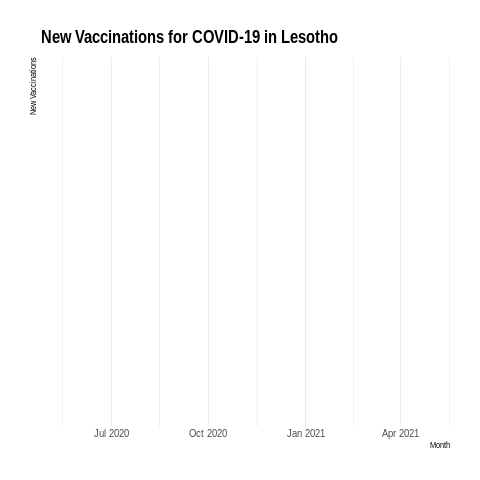 New Vaccinations for COVID-19 in Lesotho
New Vaccinations
Jul 2020
Oct 2020
Jan 2021
Apr 2021
Month